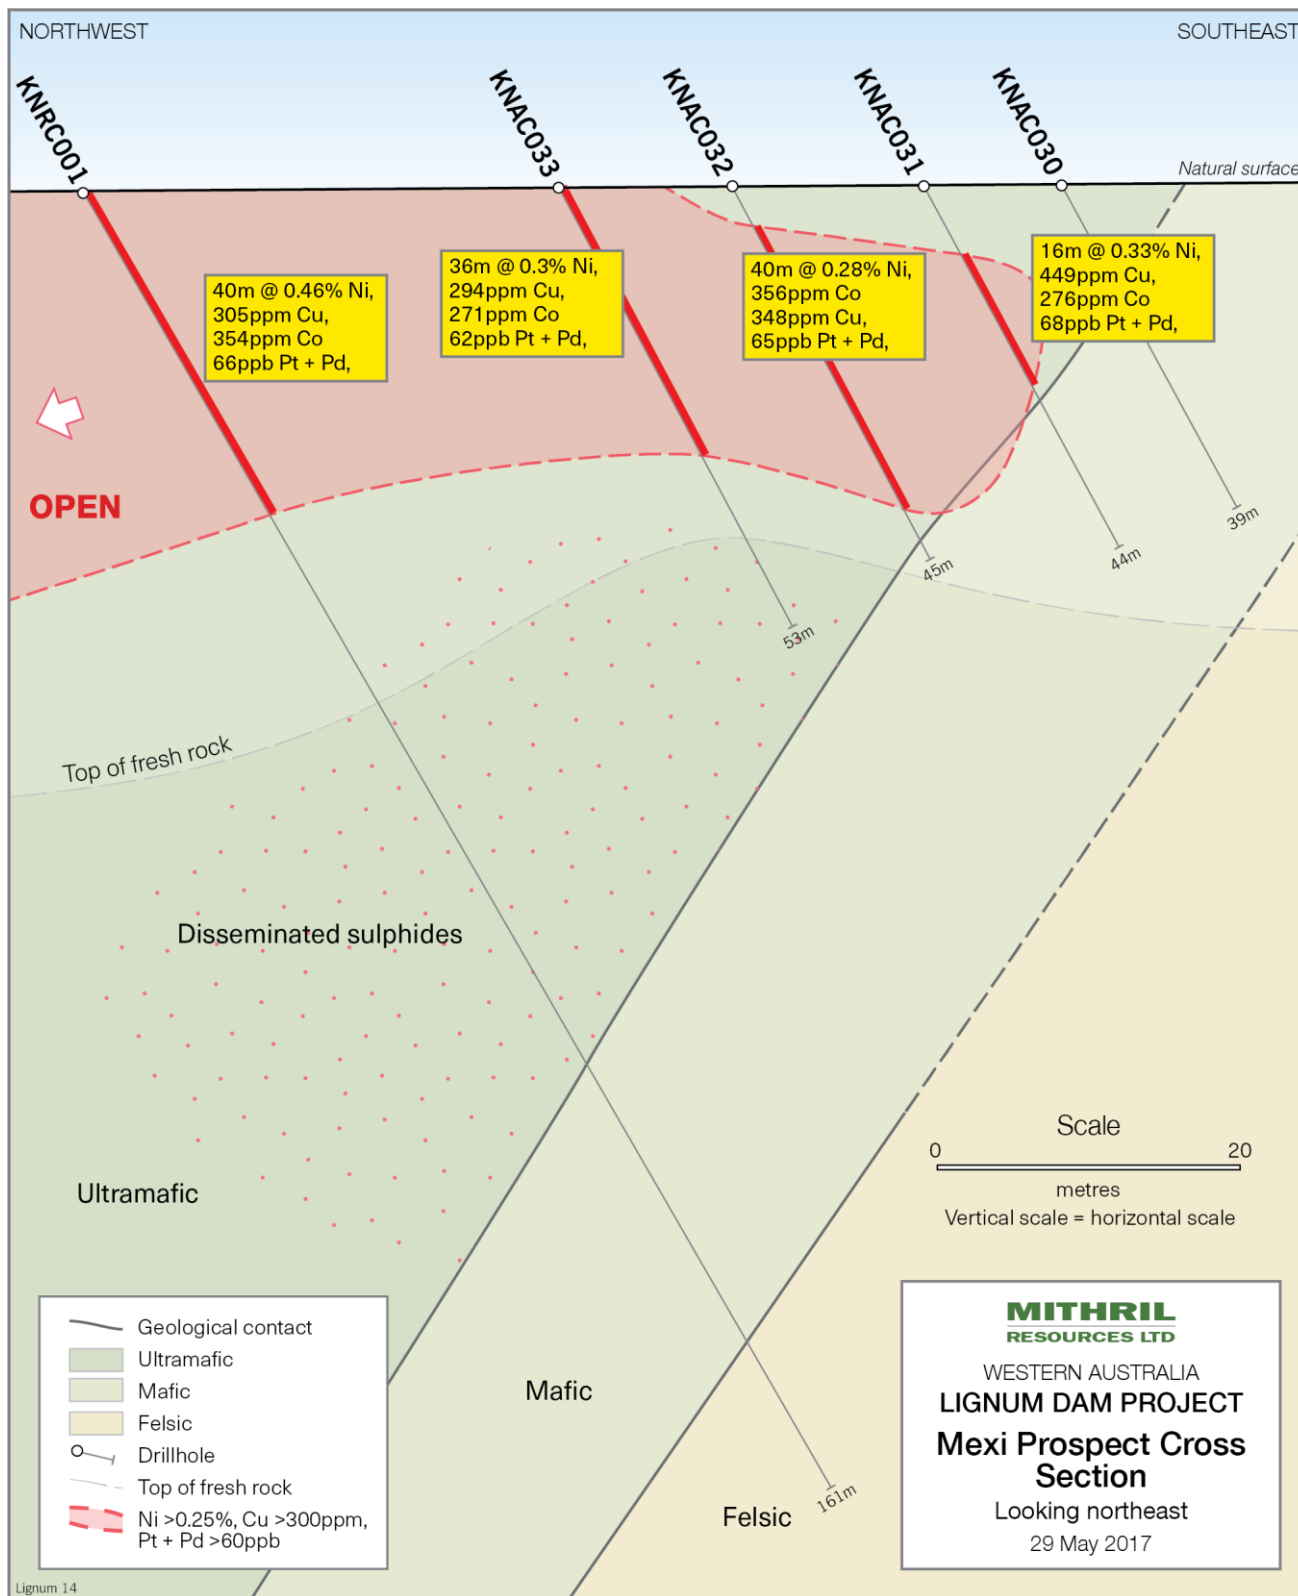 NORTHWEST
SOUTHEAST
KNRC001
KNAC033
KNAC032
KNAC031
KNAC030
Natural surface
40m @ 0.46% Ni,
305ppm Cu,
354ppm Co
66ppb Pt + Pd,
36m @ 0.3% Ni,
294ppm Cu,
271ppm Co
62ppb Pt + Pd,
40m @ 0.28% Ni,
356ppm Co
348ppm Cu,
65ppb Pt + Pd,
16m @ 0.33% Ni,
449ppm Cu,
276ppm Co
68ppb Pt + Pd,
OPEN
39m
44m
45m
53m
Top of fresh rock
Disseminated sulphides
Ultramafic
Scale
0 20
metres
Vertical scale = horizontal scale
Mafic
161m
Felsic
Geological contact
Ultramafic
Mafic
Felsic
Drillhole
Top of fresh rock
Ni >0.25%, Cu >300ppm,
Pt + Pd >60ppb
MITHRIL
RESOURCES LTD
WESTERN AUSTRALIA
LIGNUM DAM PROJECT
Mexi Prospect Cross
Section
Looking northeast
29 May 2017
Lignum 14